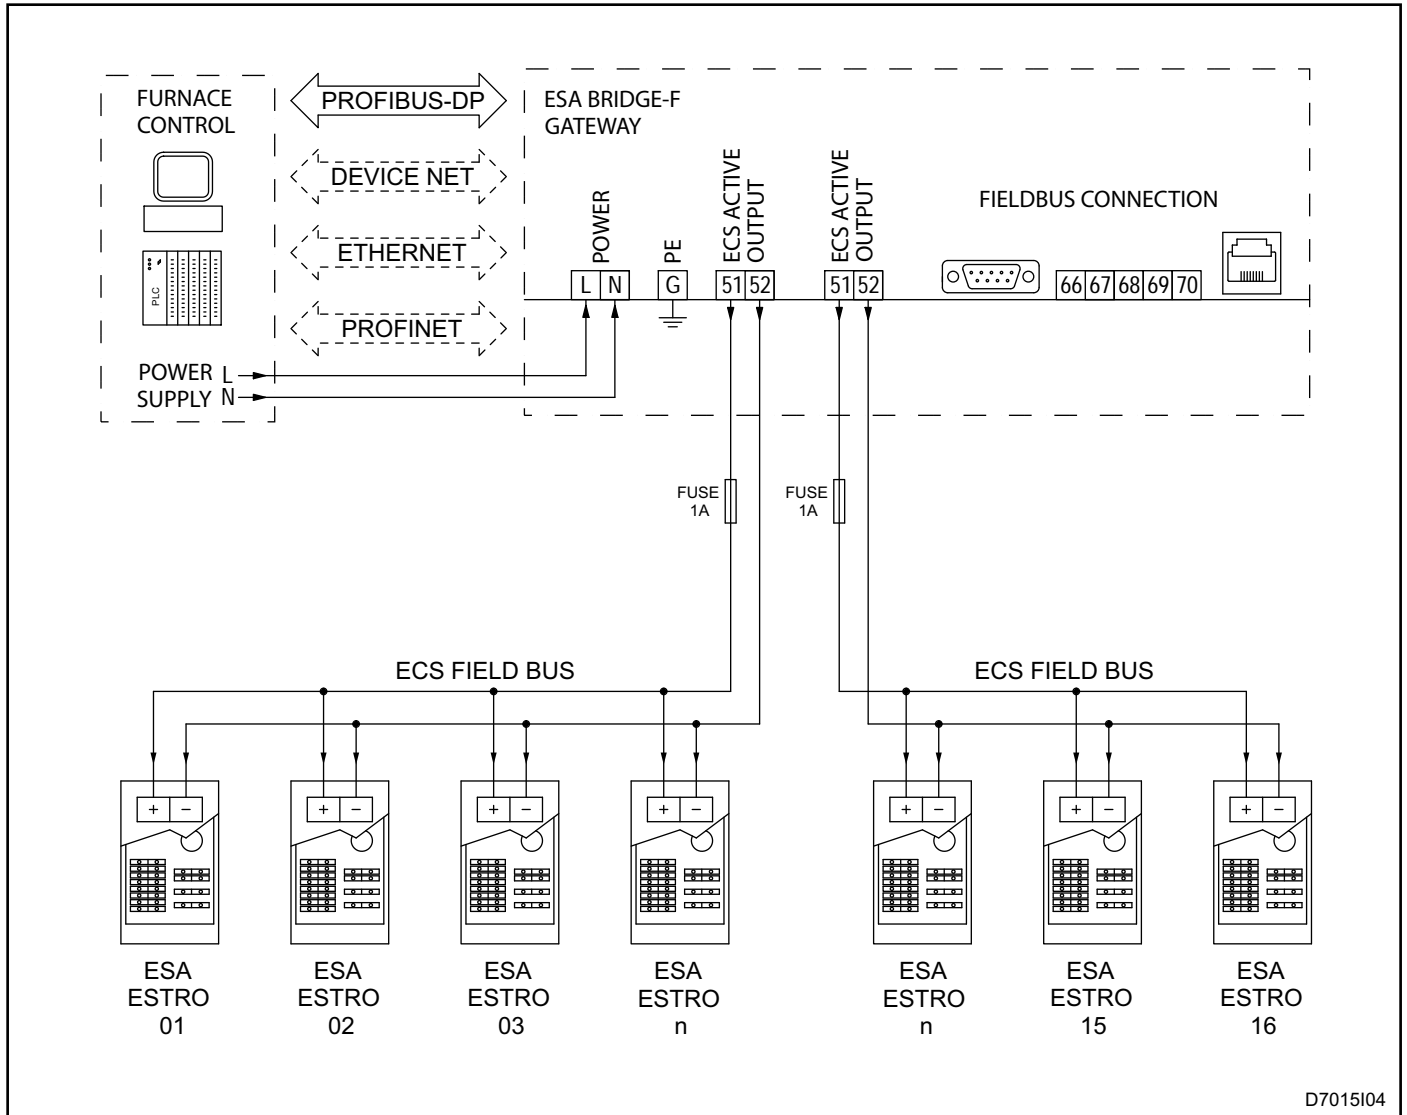 FURNACE
CONTROL
PROFIBUS-DP
DEVICE NET
ETHERNET
PROFINET
PLC
POWER L
SUPPLY N
ESA BRIDGE-F
GATEWAY
POWER
PE
ECS ACTIVE
OUTPUT
ECS ACTIVE
OUTPUT
FIELDBUS CONNECTION
L N
G
51 52
51 52
66 67 68 69 70
FUSE
1A
FUSE
1A
ECS FIELD BUS
ECS FIELD BUS
+ −
+ −
+ −
+ −
+ −
+ −
+ −
ESA
ESTRO
01
ESA
ESTRO
02
ESA
ESTRO
03
ESA
ESTRO
n
ESA
ESTRO
n
ESA
ESTRO
15
ESA
ESTRO
16
D7015I04